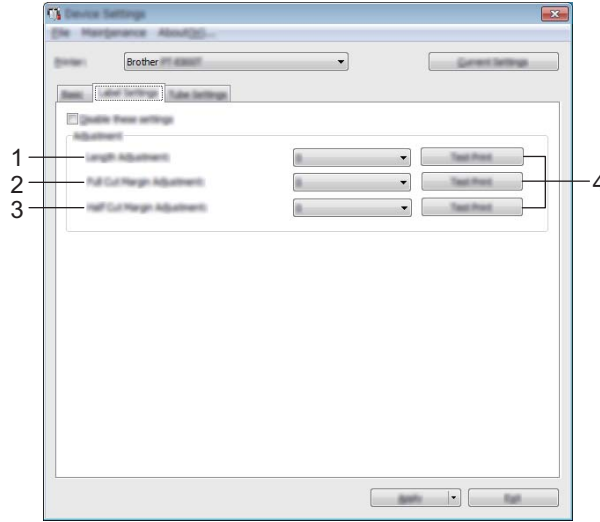 Device Settings
File Maintenance
Printer:
Brother
Current Settings
Basic Label Settings Tube Settings
Disable these settings
Adjustment
1
Length Adjustment:
Test Print
2
Full Cut Margin Adjustment:
Test Print
4
3
Half Cut Margin Adjustment:
Test Print
Apply
Exit